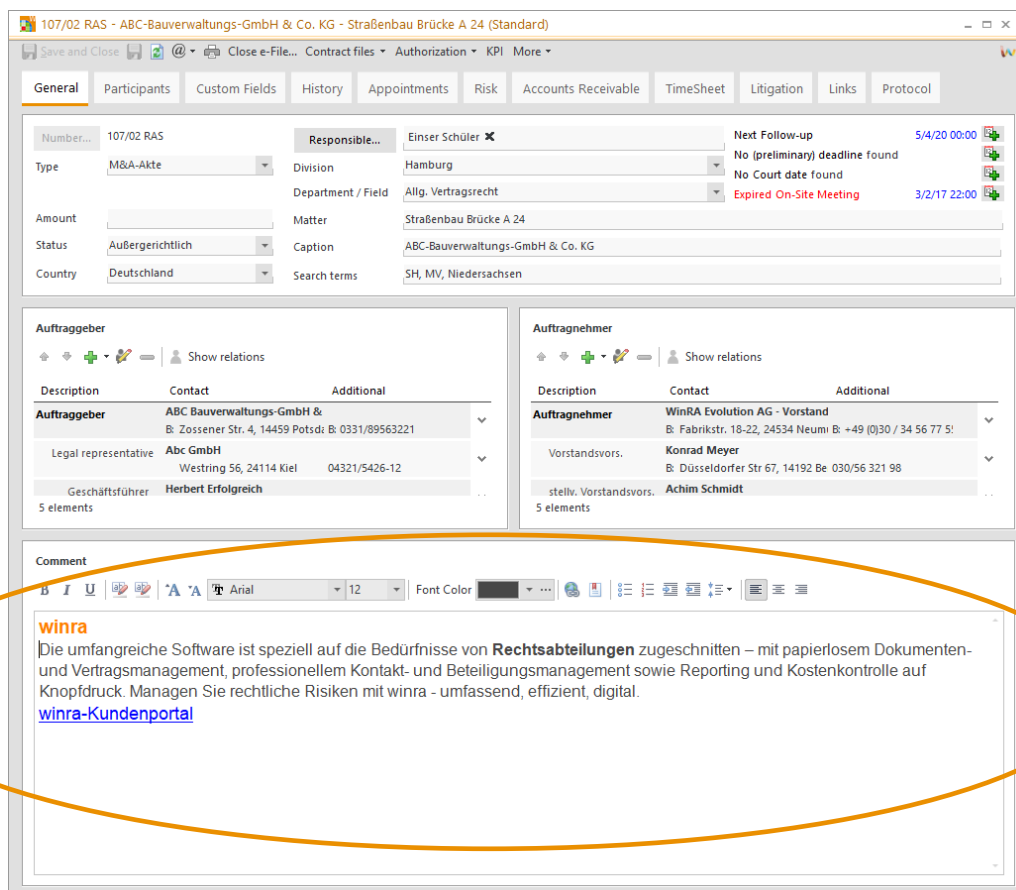 107/02 RAS - ABC-Bauverwaltungs-GmbH & Co. KG - Straßenbau Brücke A 24 (Standard)
Save and Close @ Close e-File... Contract files Authorization KPI More
General Participants Custom Fields History Appointments Risk Accounts Receivable TimeSheet Litigation Links Protocol
Number... 107/02 RAS Responsible... Einser Schüler Next Follow-up 5/4/20 00:00
No (preliminary) deadline found
Type M&A-Akte Division Hamburg
No Court date found
Department / Field Allg. Vertragsrecht Expired On-Site Meeting 3/2/17 22:00
Amount Matter Straßenbau Brücke A 24
Status Außergerichtlich Caption ABC-Bauverwaltungs-GmbH & Co. KG
Country Deutschland Search terms SH, MV, Niedersachsen
Auftraggeber
Show relations
Description Contact Additional
Auftraggeber ABC Bauverwaltungs-GmbH &
B: Zossener Str. 4, 14459 Potsda B: 0331/89563221
Legal representative Abc GmbH
Westring 56, 24114 Kiel 04321/5426-12
Geschäftsführer Herbert Erfolgreich
5 elements
Auftragnehmer
Show relations
Description Contact Additional
Auftragnehmer WinRA Evolution AG - Vorstand
B: Fabrikstr. 18-22, 24534 Neum B: +49 (0)30 / 34 56 77 5
Vorstandsvors. Konrad Meyer
B: Düsseldorfer Str 67, 14192 Be 030/56 321 98
stellv. Vorstandsvors. Achim Schmidt
5 elements
Comment
B I U A A Arial 12 Font Color ...
winra
Die umfangreiche Software ist speziell auf die Bedürfnisse von Rechtsabteilungen zugeschnitten – mit papierlosem Dokumenten-
und Vertragsmanagement, professionellem Kontakt- und Beteiligungsmanagement sowie Reporting und Kostenkontrolle auf
Knopfdruck. Managen Sie rechtliche Risiken mit winra - umfassend, effizient, digital.
winra-Kundenportal